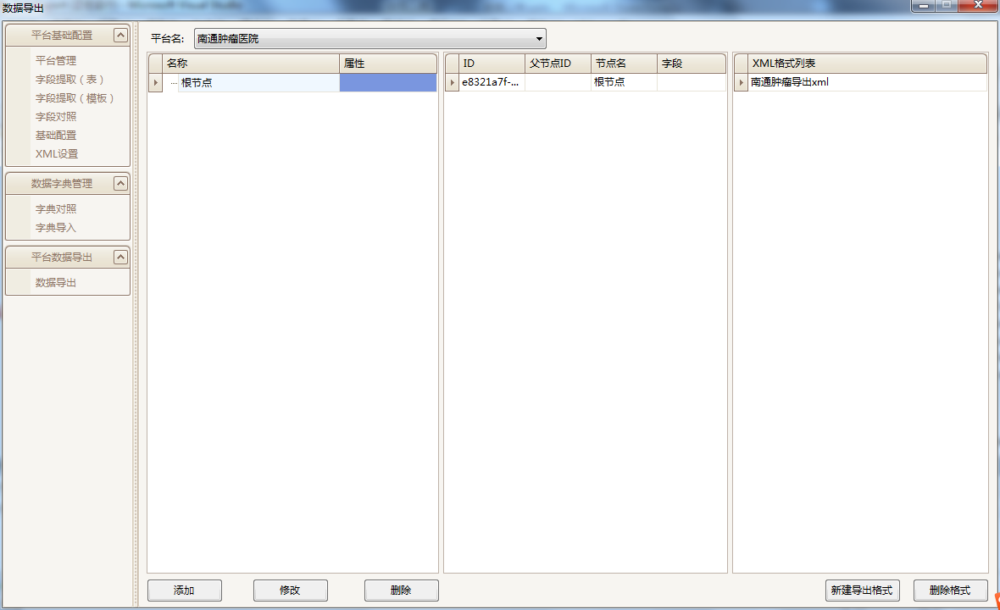 数据导出
平台基础配置
平台管理
字段提取（表）
字段提取（模板）
字段对照
基础配置
XML设置
数据字典管理
字典对照
字典导入
平台数据导出
数据导出
平台名: 南通肿瘤医院
名称 属性
根节点
ID 父节点ID 节点名 字段
e8321a7f-... 根节点
XML格式列表
南通肿瘤导出xml
添加 修改 删除 新建导出格式 删除格式